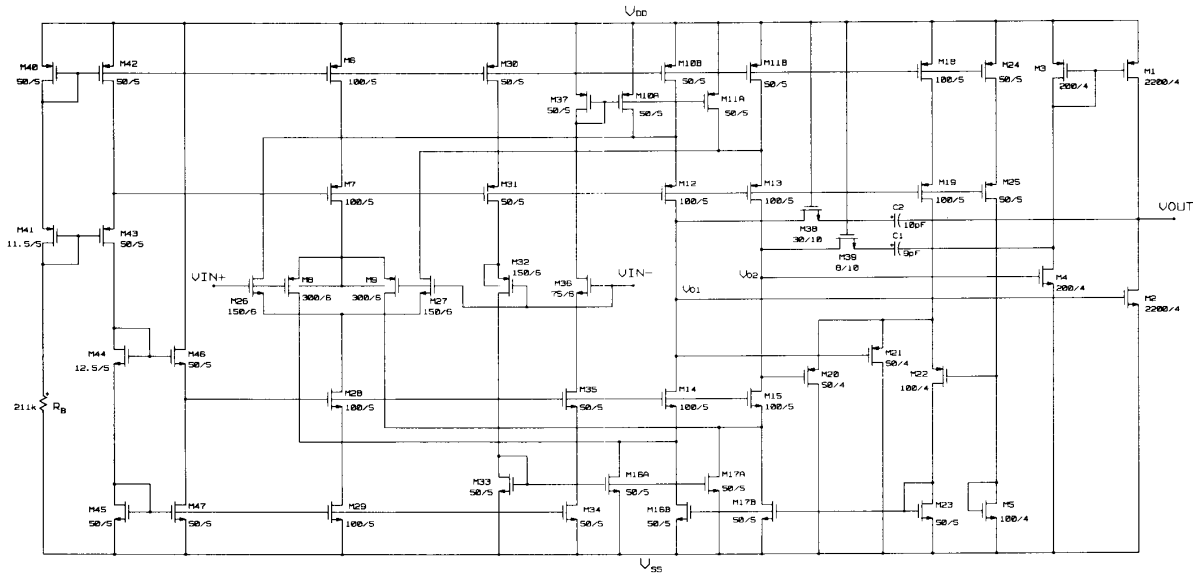 VDD
M40
50/5
M42
50/5
M6
100/5
M30
50/5
M10B
50/5
M11B
50/5
M18
100/5
M24
50/5
M3
200/4
M1
2200/4
M37
50/5
M10A
50/5
M11A
50/5
M7
100/5
M31
50/5
M12
100/5
M13
100/5
M19
100/5
M25
50/5
VOUT
M41
11.5/5
M43
50/5
M38
30/10
C2
10pF
M39
8/10
C1
9pF
VIN+
M26
150/6
M8
300/6
M9
300/6
M27
150/6
M32
150/6
M36
75/6
VIN-
VO2
VO1
M4
200/4
M2
2200/4
M44
12.5/5
M46
50/5
M20
50/4
M21
50/4
M22
100/4
211k
RB
M28
100/5
M35
50/5
M14
100/5
M15
100/5
M33
50/5
M16A
50/5
M17A
50/5
M45
50/5
M47
50/5
M29
100/5
M34
50/5
M16B
50/5
M17B
50/5
M23
50/5
M5
100/4
VSS